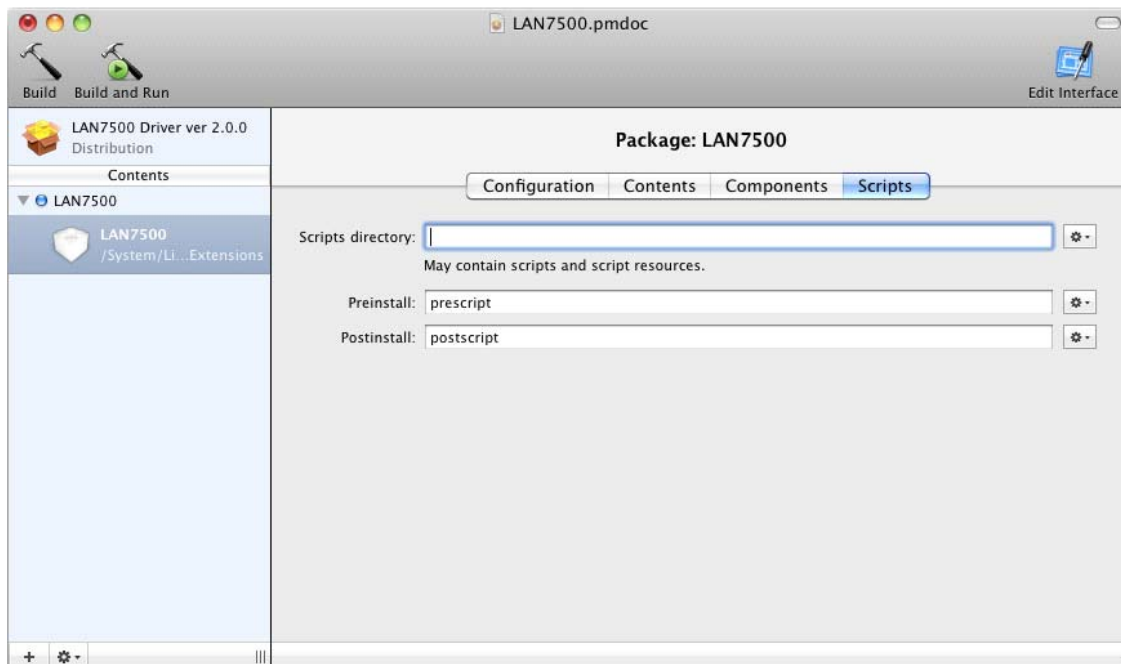 LAN7500.pmdoc
Build
Build and Run
Edit Interface
LAN7500 Driver ver 2.0.0
Distribution
Contents
LAN7500
LAN7500
/System/Li...Extensions
Package: LAN7500
Configuration
Contents
Components
Scripts
Scripts directory:
May contain scripts and script resources.
Preinstall: prescript
Postinstall: postscript